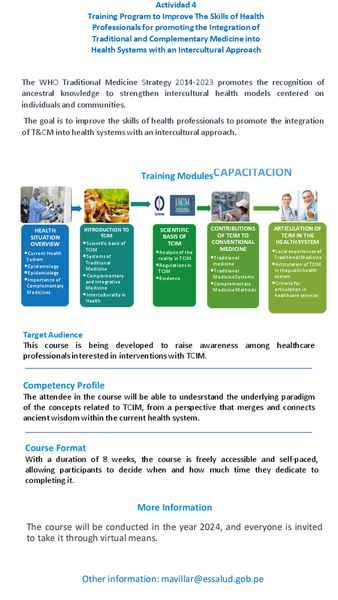 Actividad 4
Training Program to Improve The Skills of Health
Professionals for promoting the Integration of
Traditional and Complementary Medicine into
Health Systems with an Intercultural Approach
The WHO Traditional Medicine Strategy 2014-2023 promotes the recognition of
ancestral knowledge to strengthen intercultural health models centered on
individuals and communities.
The goal is to improve the skills of health professionals to promote the integration
of T&CM into health systems with an intercultural approach.
Training Modules CAPACITACION
HEALTH
SITUATION
OVERVIEW
•Current Health
System
•Epistemology
•Epidemiology
•Importance of
Complementary
Medicines.
INTRODUCTION TO
TCIM
•Scientific basis of
TCIM
•Systems of
Traditional
Medicine
•Complementary
and Integrative
Medicine
•Interculturality in
Health
JACM
SCIENTIFIC
BASIS OF
TCIM
•Analysis of the
reality in TCIM
•Regulations in
TCIM
•Evidence
CONTRIBUTIONS
OF TCIM TO
CONVENTIONAL
MEDICINE
•Traditional
medicine
•Traditional
Medicine Systems
•Complementary
Medicine Methods
ARTICULATION OF
TCIM IN THE
HEALTH SYSTEM
•Local experiences of
Traditional Medicine
•Articulation of TCIM
in the public health
system
•Criteria for
articulation in
healthcare services
Target Audience
This course is being developed to raise awareness among healthcare
professionals interested in interventions with TCIM.
Competency Profile
The attendee in the course will be able to undesrstand the underlying paradigm
of the concepts related to TCIM, from a perspective that merges and connects
ancient wisdom within the current health system.
Course Format
With a duration of 8 weeks, the course is freely accessible and self-paced,
allowing participants to decide when and how much time they dedicate to
completing it.
More Information
The course will be conducted in the year 2024, and everyone is invited
to take it through virtual means.
Other information: mavillar@essalud.gob.pe